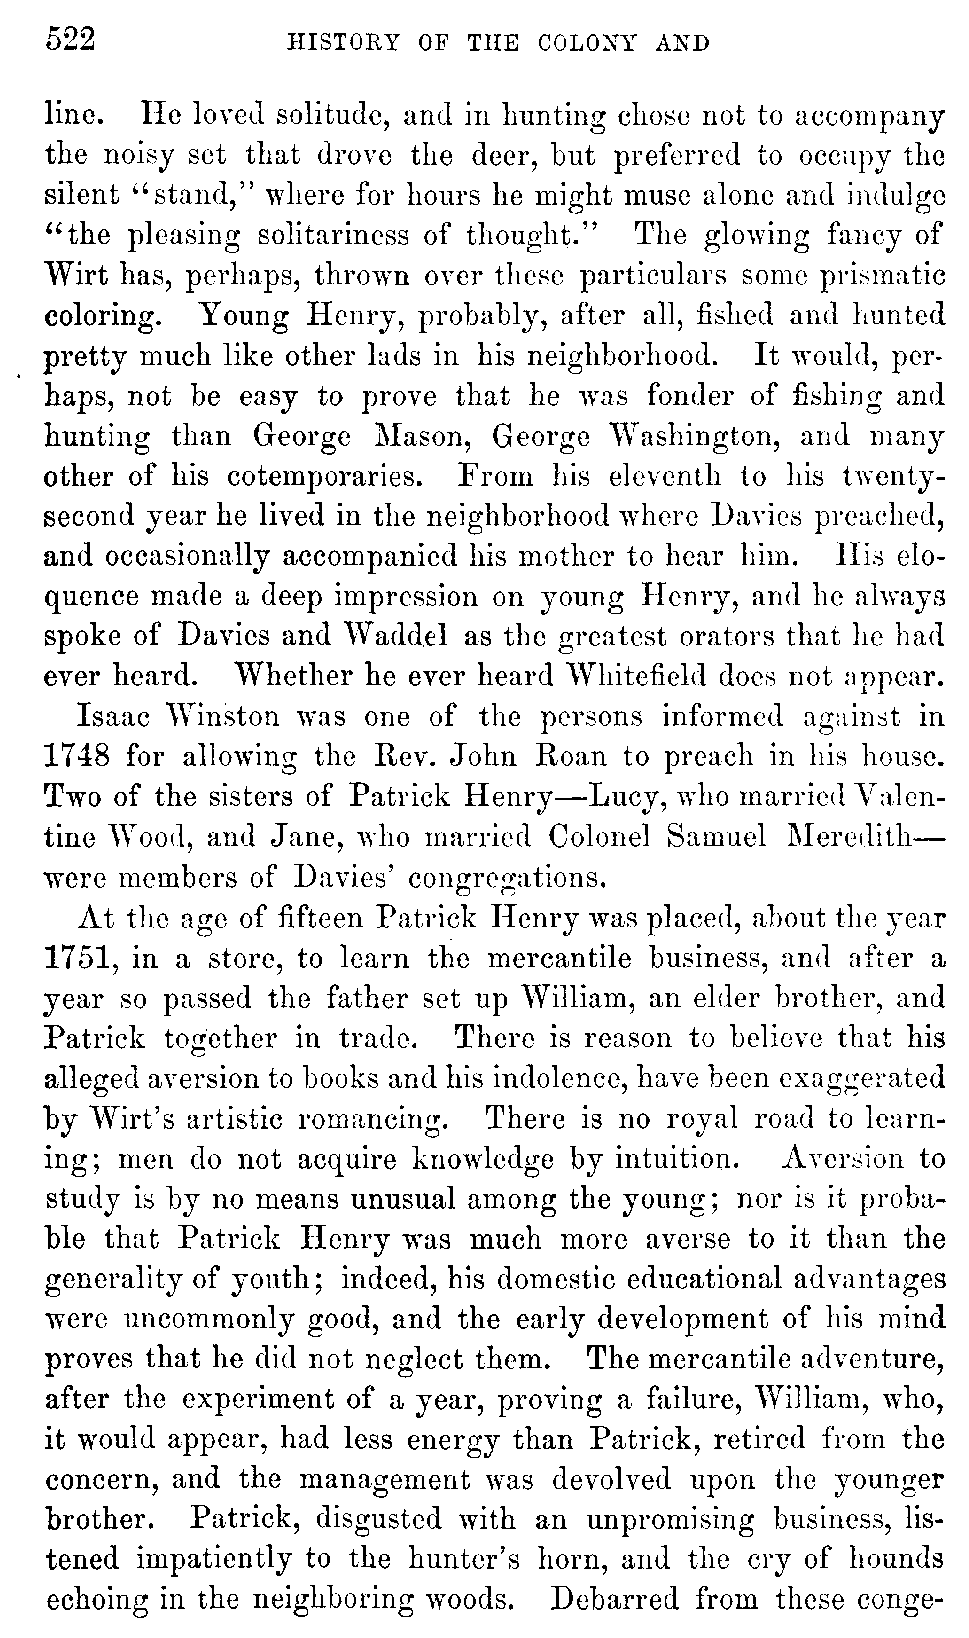 522 HISTORY OF THE COLONY AND
line. He loved solitude, and in hunting chose not to accompany
the noisy set that drove the deer, but preferred to occupy the
silent "stand," where for hours he might muse alone and indulge
"the pleasing solitariness of thought." The glowing fancy of
Wirt has, perhaps, thrown over these particulars some prismatic
coloring. Young Henry, probably, after all, fished and hunted
pretty much like other lads in his neighborhood. It would, per-
haps, not be easy to prove that he was fonder of fishing and
hunting than George Mason, George Washington, and many
other of his cotemporaries. From his eleventh to his twenty-
second year he lived in the neighborhood where Davies preached,
and occasionally accompanied his mother to hear him. His elo-
quence made a deep impression on young Henry, and he always
spoke of Davies and Waddel as the greatest orators that he had
ever heard. Whether he ever heard Whitefield does not appear.
Isaac Winston was one of the persons informed against in
1748 for allowing the Rev. John Roan to preach in his house.
Two of the sisters of Patrick Henry—Lucy, who married Valen-
tine Wood, and Jane, who married Colonel Samuel Meredith—
were members of Davies' congregations.
At the age of fifteen Patrick Henry was placed, about the year
1751, in a store, to learn the mercantile business, and after a
year so passed the father set up William, an elder brother, and
Patrick together in trade. There is reason to believe that his
alleged aversion to books and his indolence, have been exaggerated
by Wirt's artistic romancing. There is no royal road to learn-
ing; men do not acquire knowledge by intuition. Aversion to
study is by no means unusual among the young; nor is it proba-
ble that Patrick Henry was much more averse to it than the
generality of youth; indeed, his domestic educational advantages
were uncommonly good, and the early development of his mind
proves that he did not neglect them. The mercantile adventure,
after the experiment of a year, proving a failure, William, who,
it would appear, had less energy than Patrick, retired from the
concern, and the management was devolved upon the younger
brother. Patrick, disgusted with an unpromising business, lis-
tened impatiently to the hunter's horn, and the cry of hounds
echoing in the neighboring woods. Debarred from these conge-